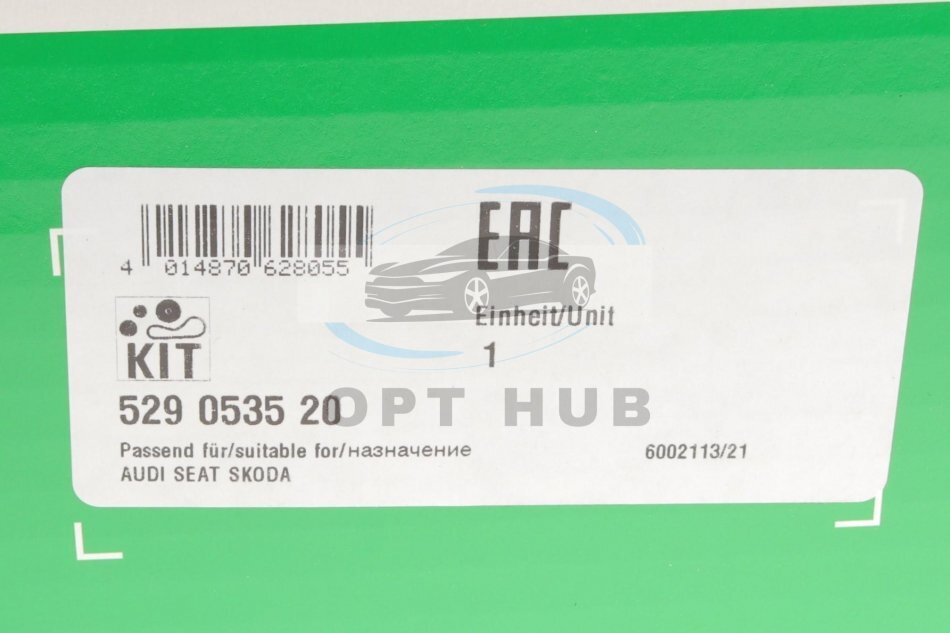 EAC
4 014870 628055
Einheit/Unit
1
KIT
529 0535 20
OPT HUB
Passend für/suitable for/назначение
AUDI SEAT SKODA
6002113/21